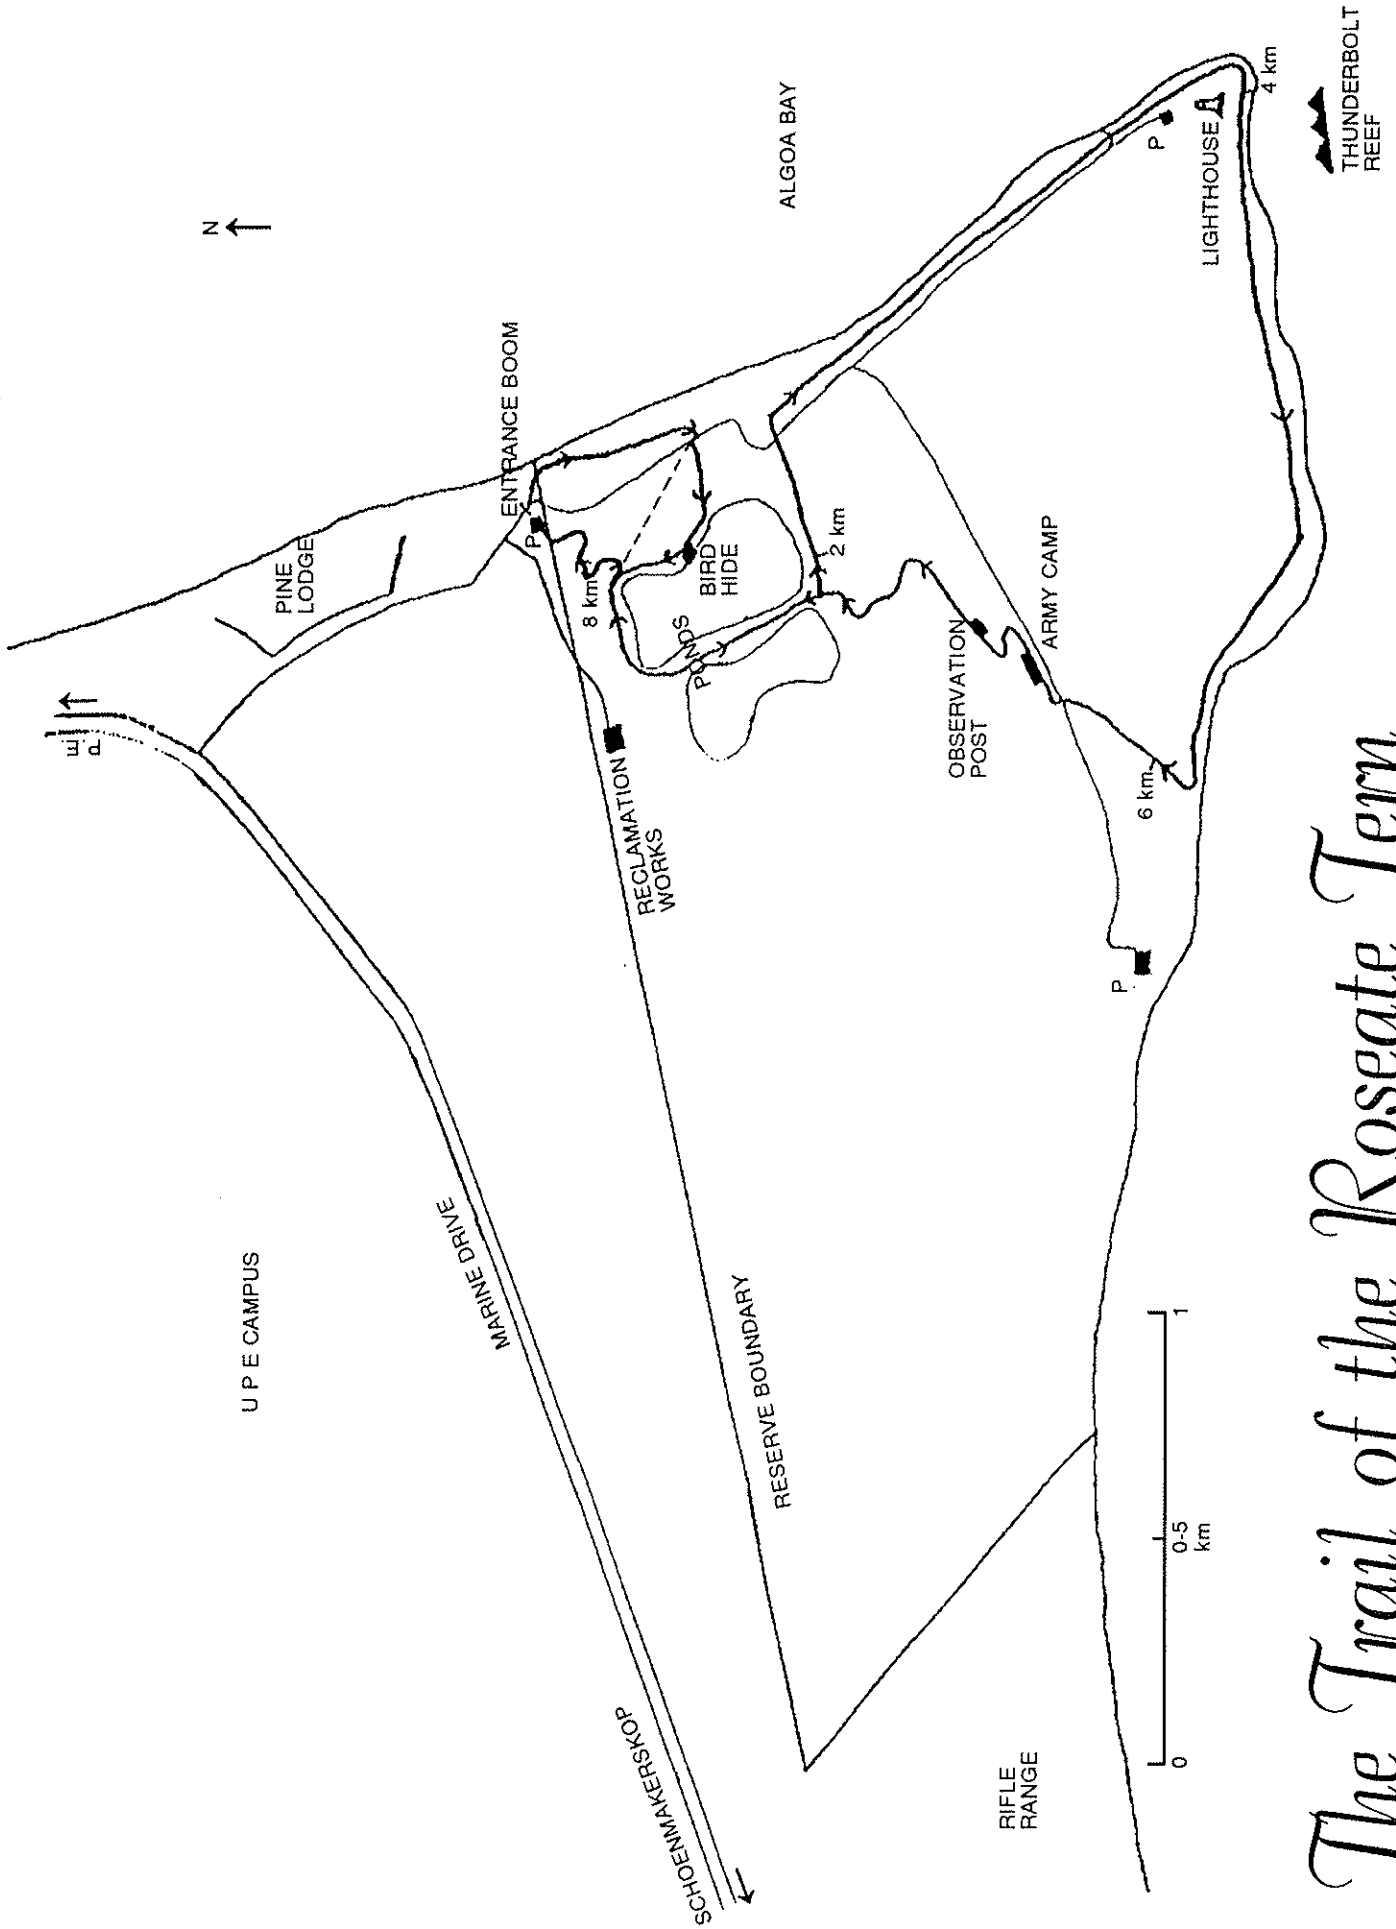 N
P.E.
PINE
LODGE
ENTRANCE BOOM
ALGOA BAY
P
8 km
BIRD
HIDE
PONDS
2 km
U P E CAMPUS
MARINE DRIVE
RECLAMATION
WORKS
OBSERVATION
POST
ARMY CAMP
P
LIGHTHOUSE
4 km
THUNDERBOLT
REEF
6 km
P
RESERVE BOUNDARY
SCHOENMAKERSKOP
RIFLE
RANGE
0
0-5
1
km
The Trail of the Roseate Tern